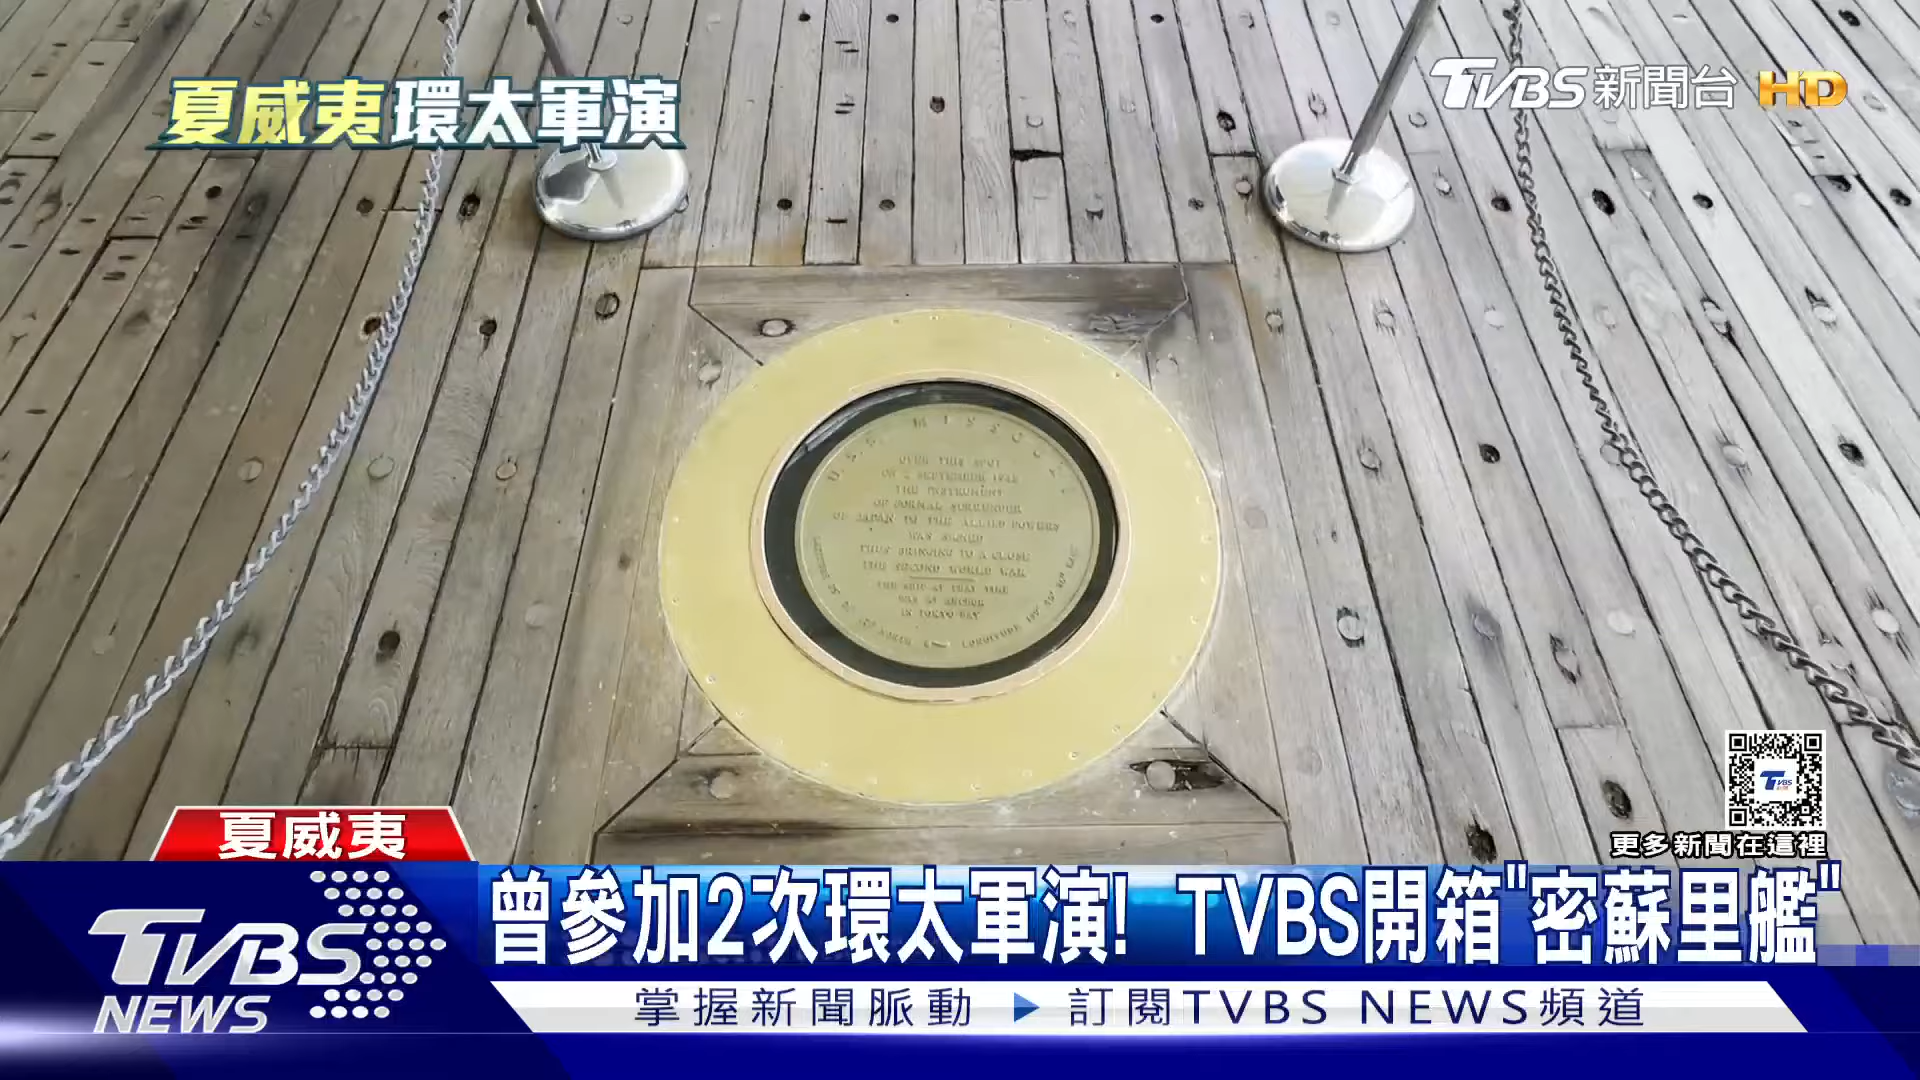 夏威夷環太軍演
TVBS新聞台 HD
U.S.S. MISSOURI
OVER THIS SPOT
ON 2 SEPTEMBER 1945
THE INSTRUMENT
OF FORMAL SURRENDER
OF JAPAN TO THE ALLIED POWERS
WAS SIGNED
THUS BRINGING TO A CLOSE
THE SECOND WORLD WAR
THE SHIP AT THAT TIME
WAS AT ANCHOR
IN TOKYO BAY
TVBS
更多新聞在這裡
夏威夷
曾參加2次環太軍演! TVBS開箱"密蘇里艦"
TVBS
NEWS
掌握新聞脈動 ▶ 訂閱TVBS NEWS頻道